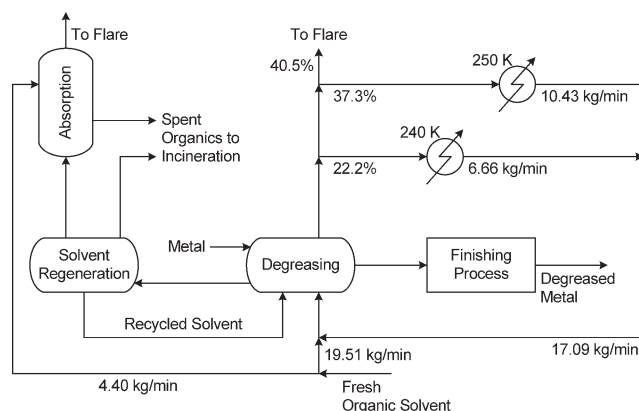 To Flare
To Flare
40.5%
250 K
37.3%
10.43 kg/min
Absorption
Spent
Organics to
Incineration
240 K
22.2%
6.66 kg/min
Solvent
Regeneration
Metal
Degreasing
Finishing
Process
Degreased
Metal
Recycled Solvent
19.51 kg/min
17.09 kg/min
4.40 kg/min
Fresh
Organic Solvent